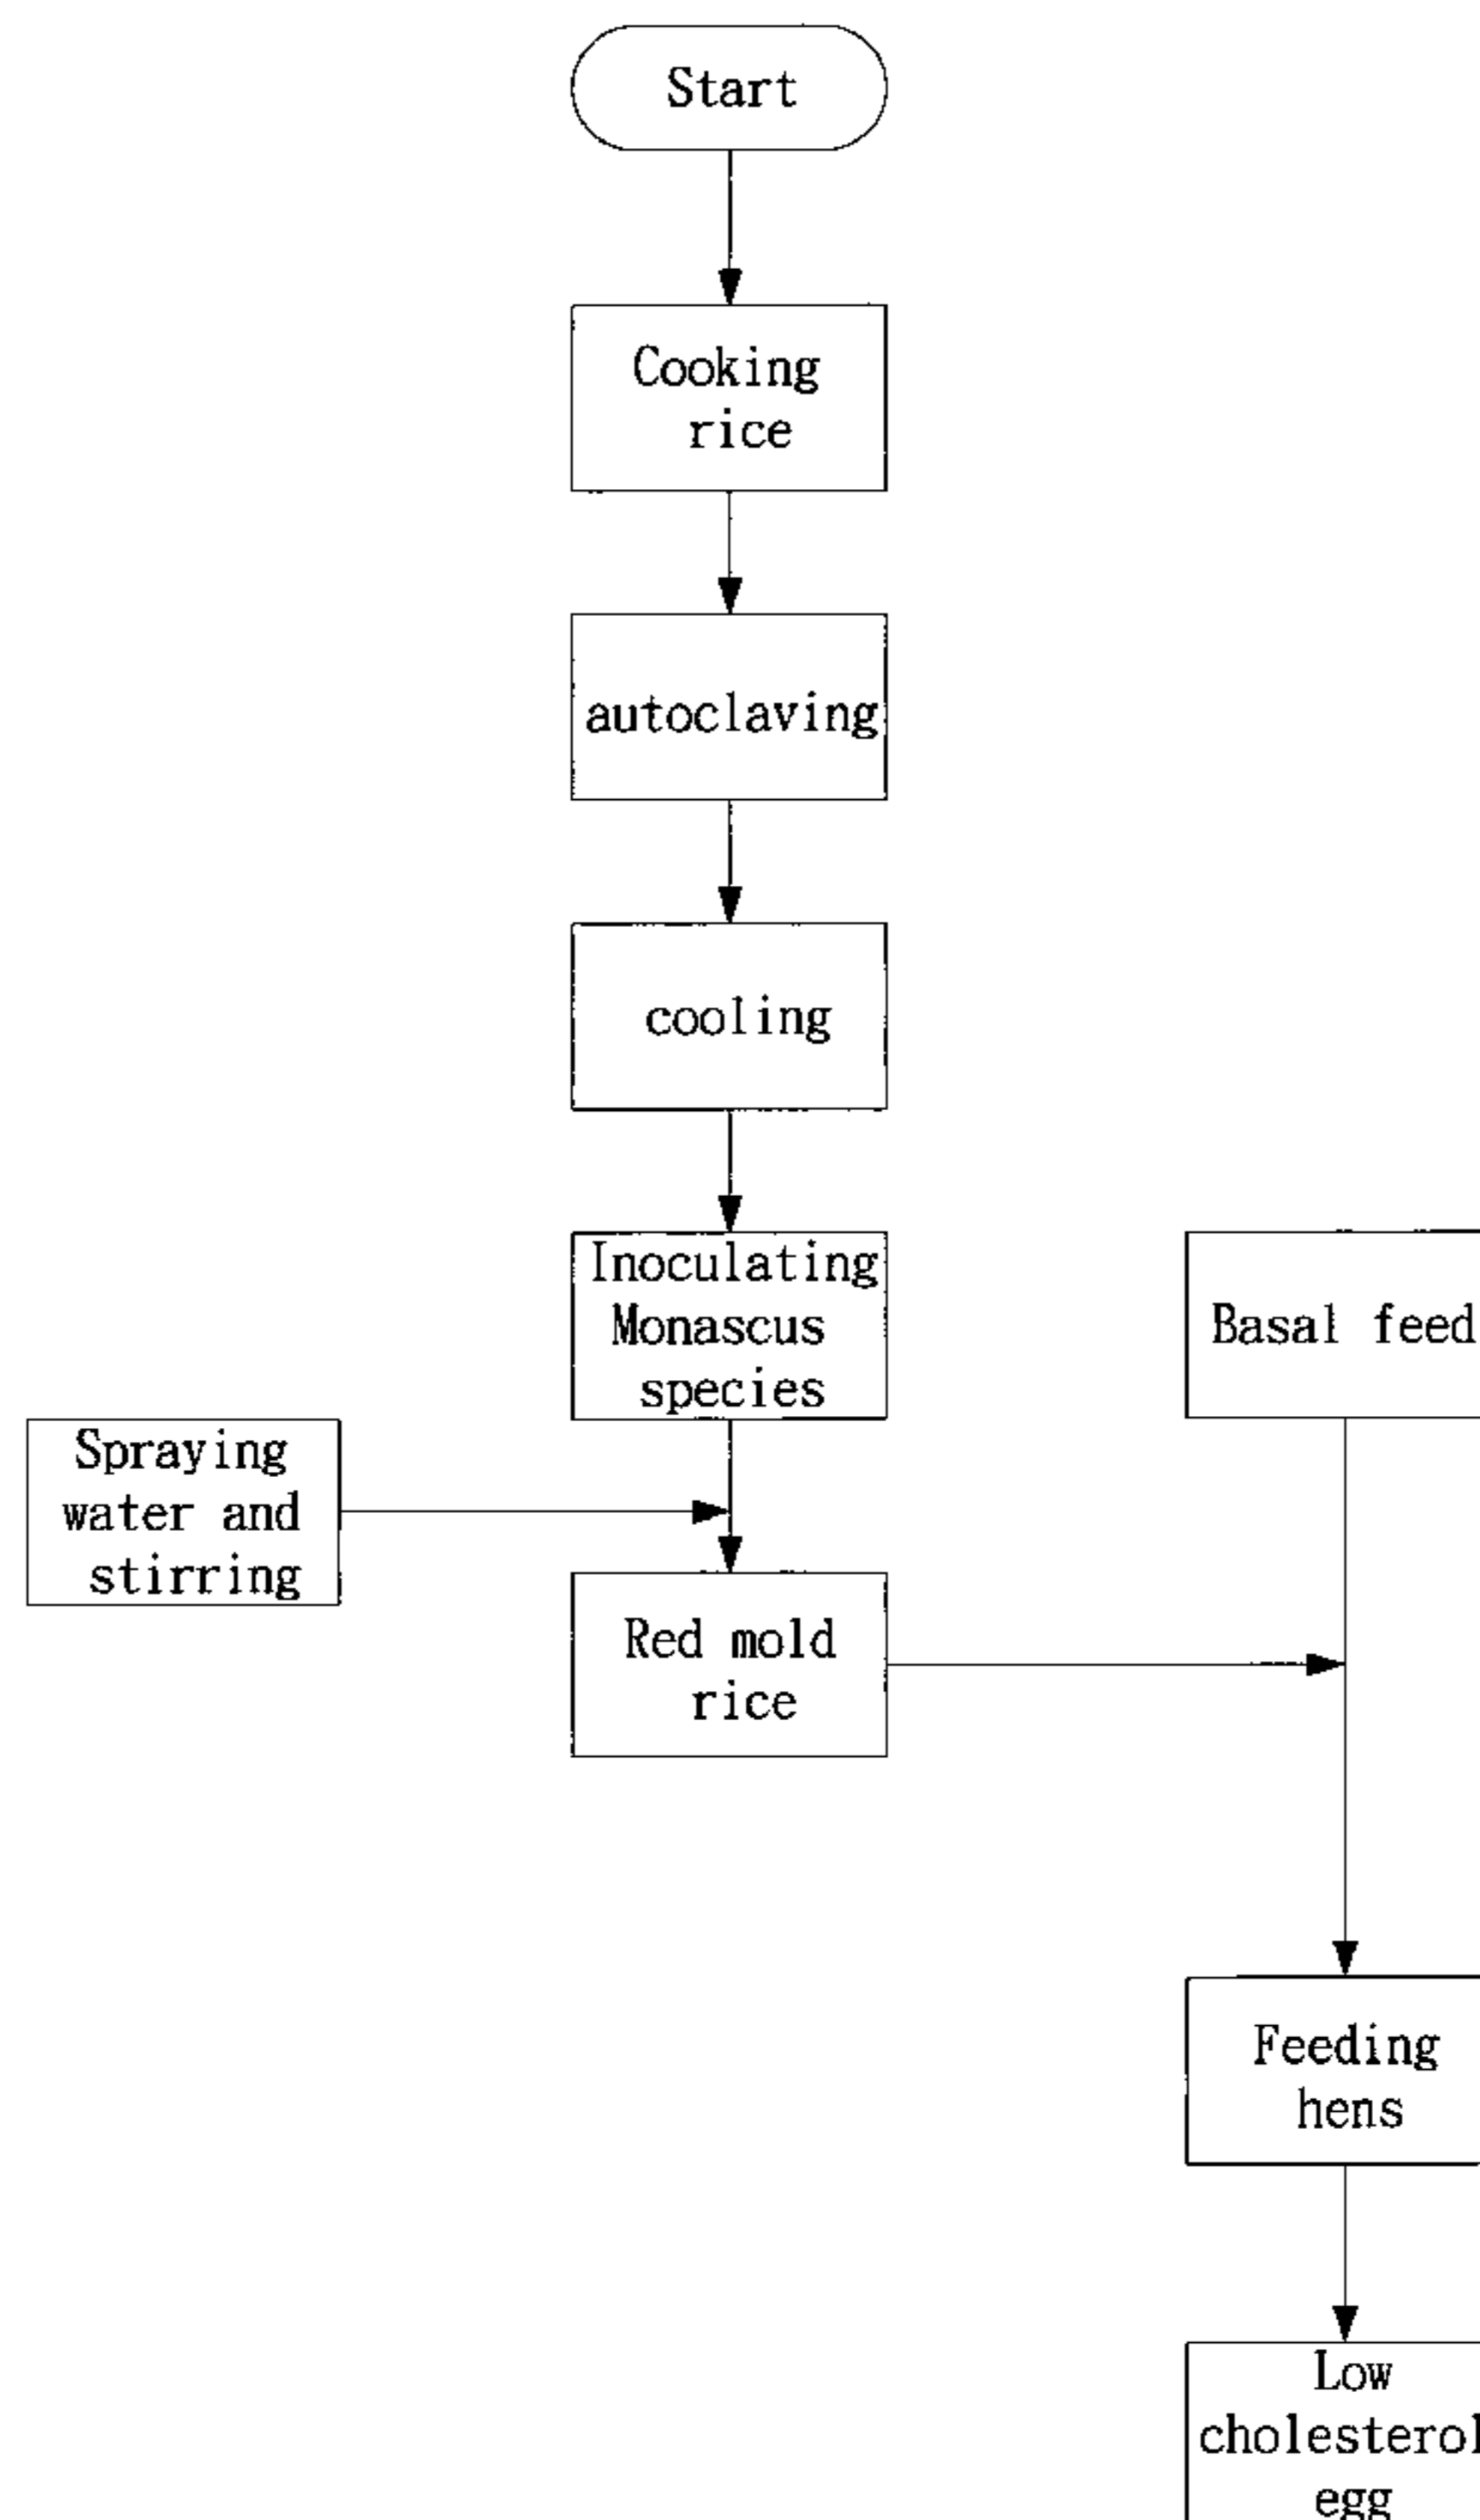 Start
Cooking
rice
autoclaving
cooling
Inoculating
Monascus
species
Basal feed
Spraying
water and
stirring
Red mold
rice
Feeding
hens
Low
cholesterol
egg